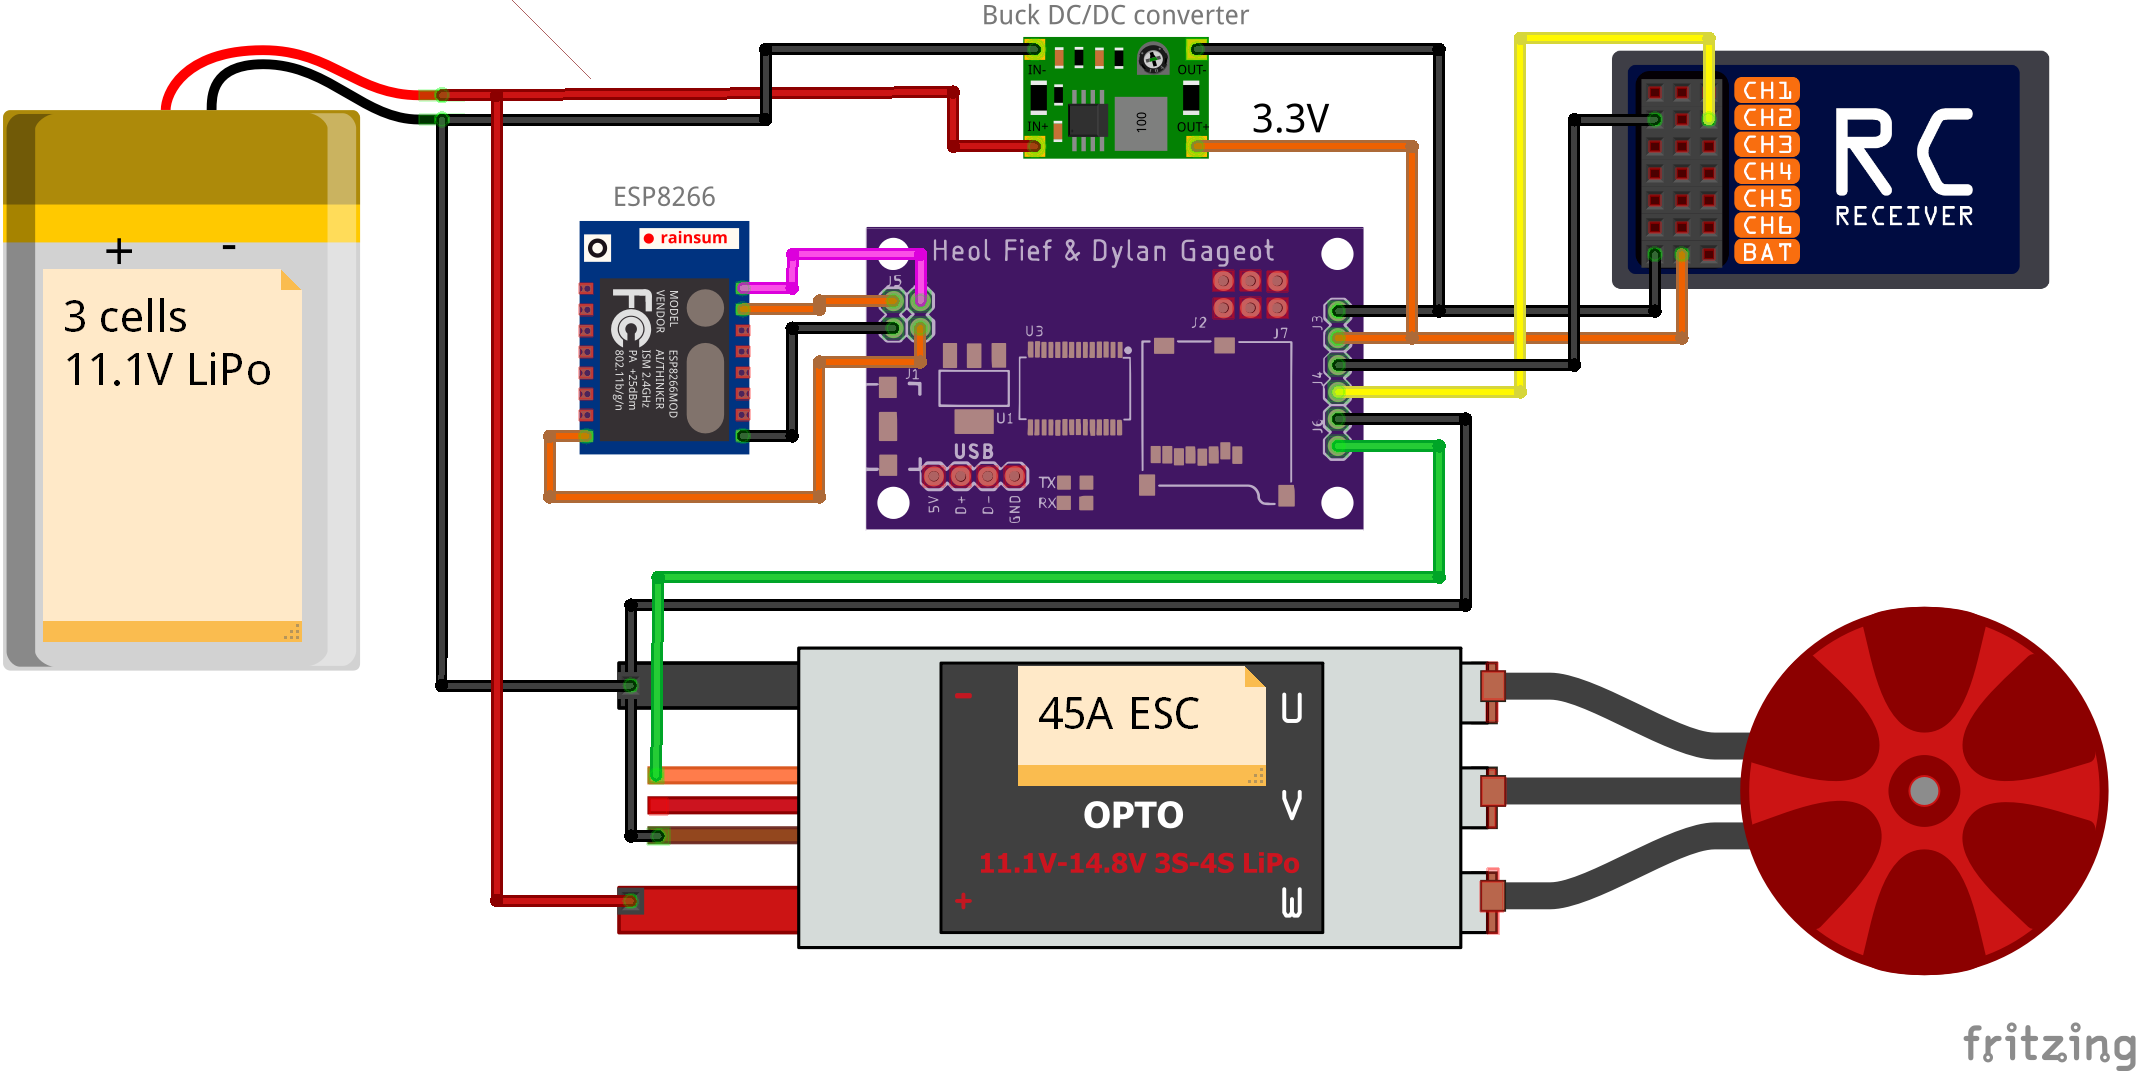 Buck DC/DC converter
IN-
OUT-
IN+
OUT+
100
3.3V
CH1
CH2
CH3
CH4
CH5
CH6
BAT
RC
RECEIVER
+ -
3 cells
11.1V LiPo
ESP8266
rainsum
FC
MODEL
VENDOR
ESP8266MOD
AI/THINKER
ISM 2.4GHz
PA +25dBm
802.11b/g/n
Heol Fief & Dylan Gageot
J5
J1
U3
U1
J2
J7
J3
J4
J6
USB
5V
D+
D-
GND
TX
RX
-
45A ESC
U
OPTO
V
11.1V-14.8V 3S-4S LiPo
+
W
fritzing